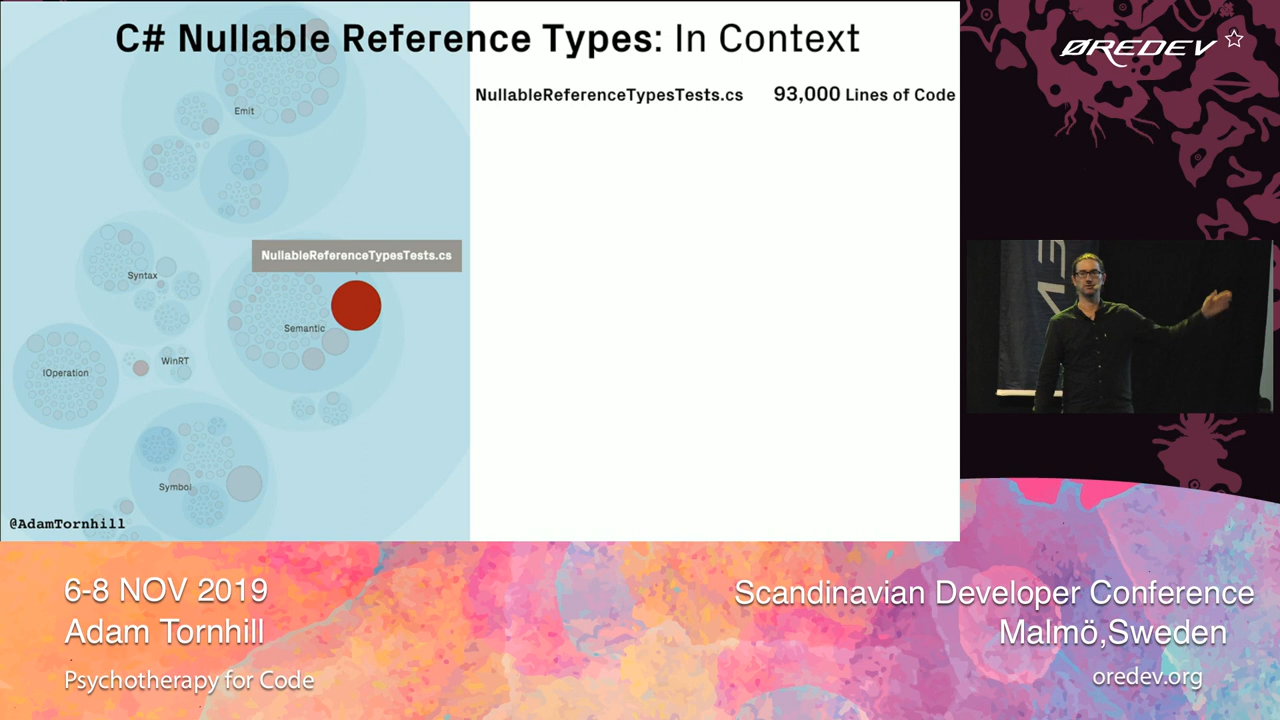 C# Nullable Reference Types: In Context
NullableReferenceTypesTests.cs 93,000 Lines of Code
Emit
NullableReferenceTypesTests.cs
Syntax
Semantic
WinRT
IOperation
Symbol
@AdamTornhill
ØREDEV
6-8 NOV 2019
Adam Tornhill
Psychotherapy for Code
Scandinavian Developer Conference
Malmö,Sweden
oredev.org